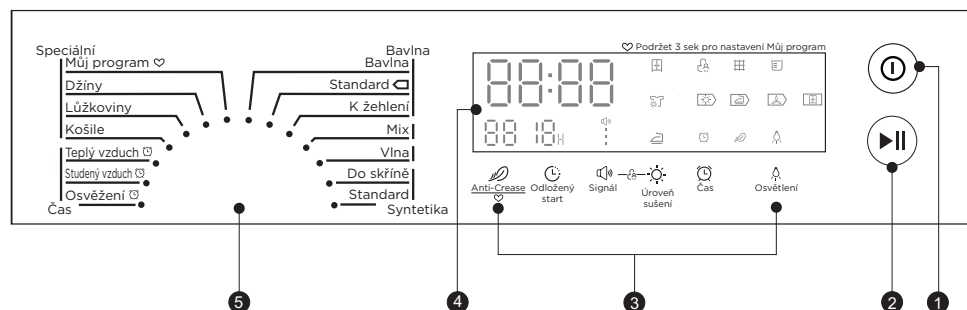 Speciální
Můj program
Džíny
Lůžkoviny
Košile
Teplý vzduch
Studený vzduch
Osvěžení
Čas
Bavlna
Bavlna
Standard
K žehlení
Mix
Vlna
Do skříně
Standard
Syntetika
Podržet 3 sek pro nastavení Můj program
88:88
88 18H
Anti-Crease
Odložený
start
Signál
Úroveň
sušení
Čas
Osvětlení
5
4
3
2
1